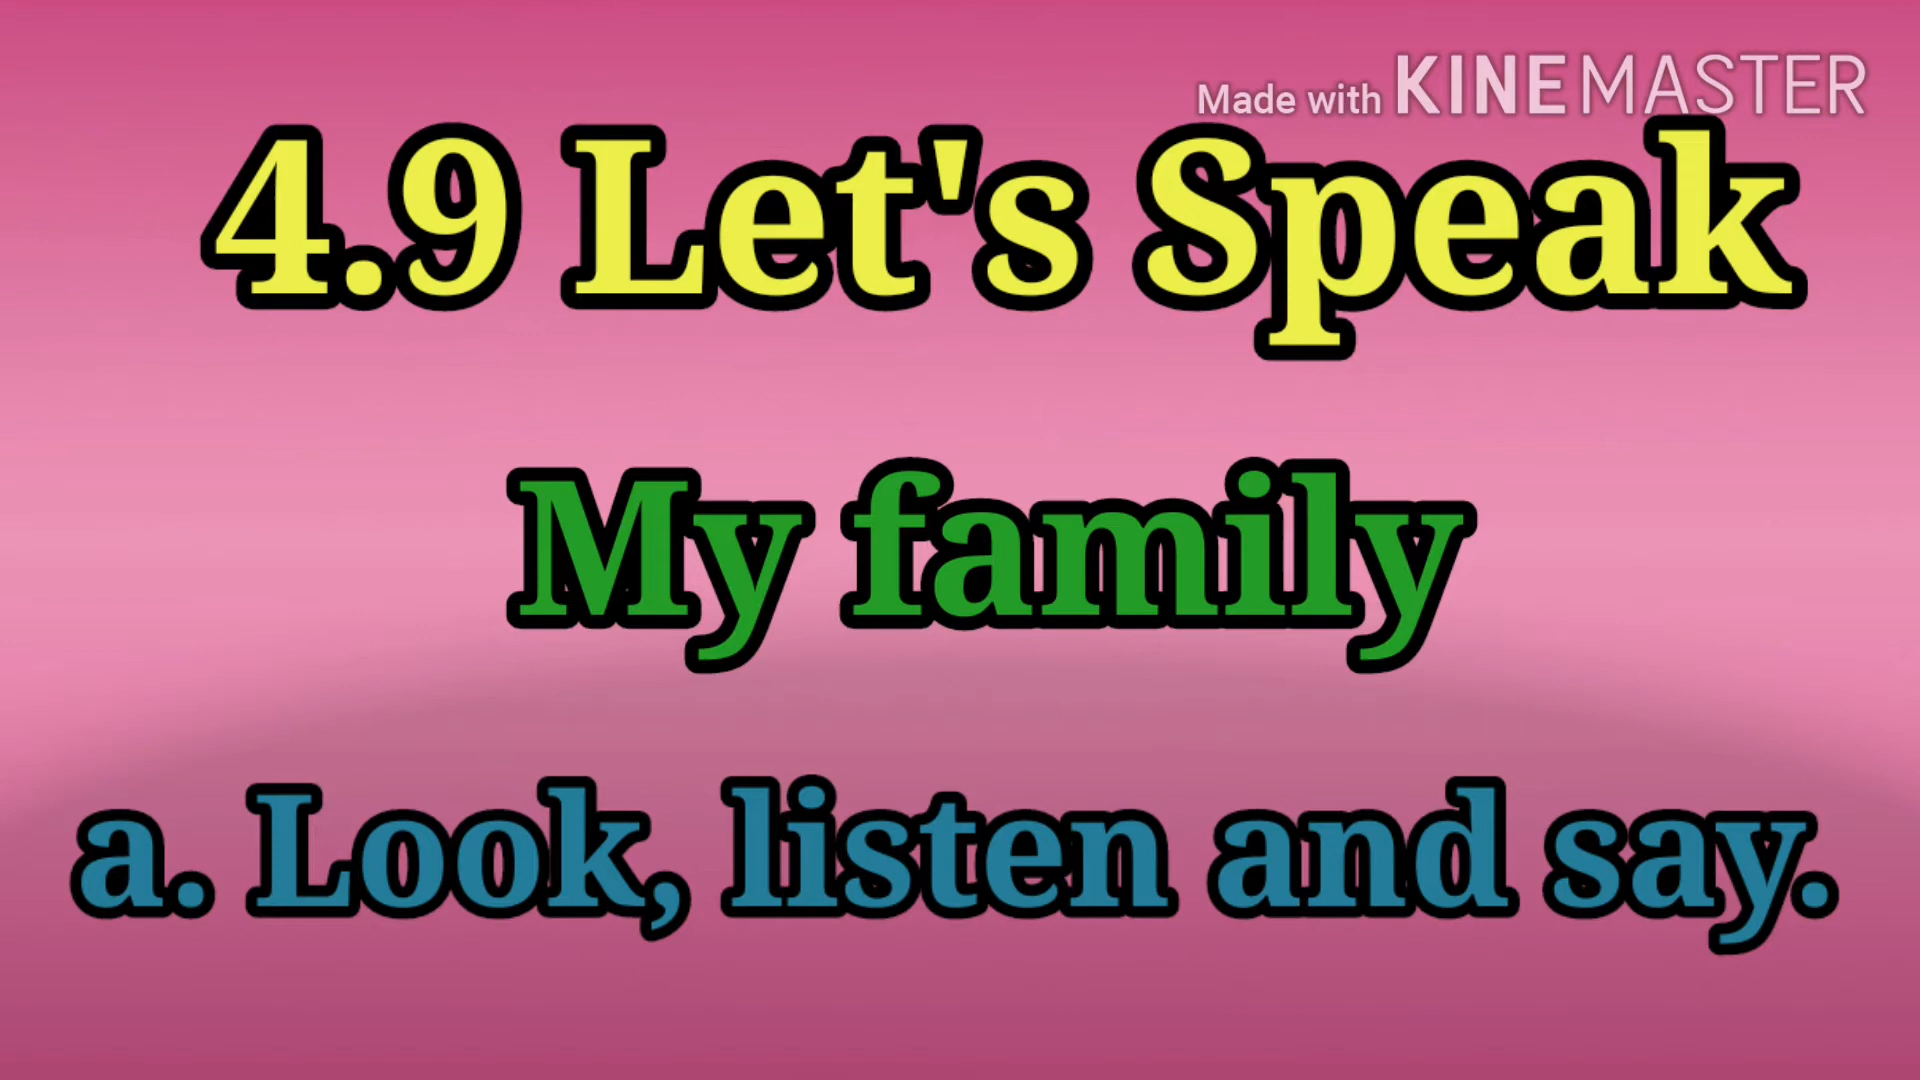 Made with KINEMASTER
4.9 Let's Speak
My family
a. Look, listen and say.